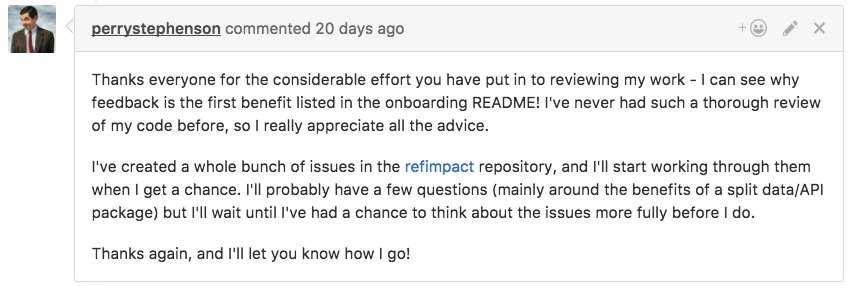 perrystephenson commented 20 days ago
Thanks everyone for the considerable effort you have put in to reviewing my work - I can see why
feedback is the first benefit listed in the onboarding README! I've never had such a thorough review
of my code before, so I really appreciate all the advice.
I've created a whole bunch of issues in the refimpact repository, and I'll start working through them
when I get a chance. I'll probably have a few questions (mainly around the benefits of a split data/API
package) but I'll wait until I've had a chance to think about the issues more fully before I do.
Thanks again, and I'll let you know how I go!